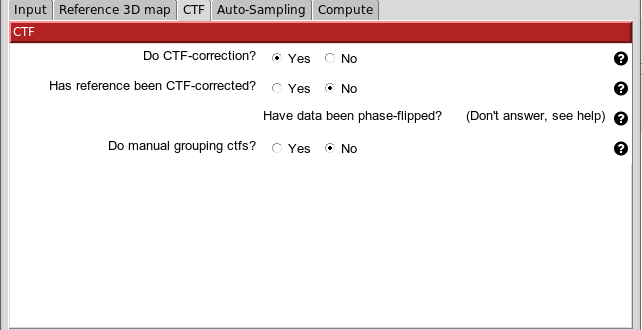 Input Reference 3D map CTF Auto-Sampling Compute
CTF
Do CTF-correction? Yes No ?
Has reference been CTF-corrected? Yes No ?
Have data been phase-flipped? (Don't answer, see help) ?
Do manual grouping ctfs? Yes No ?